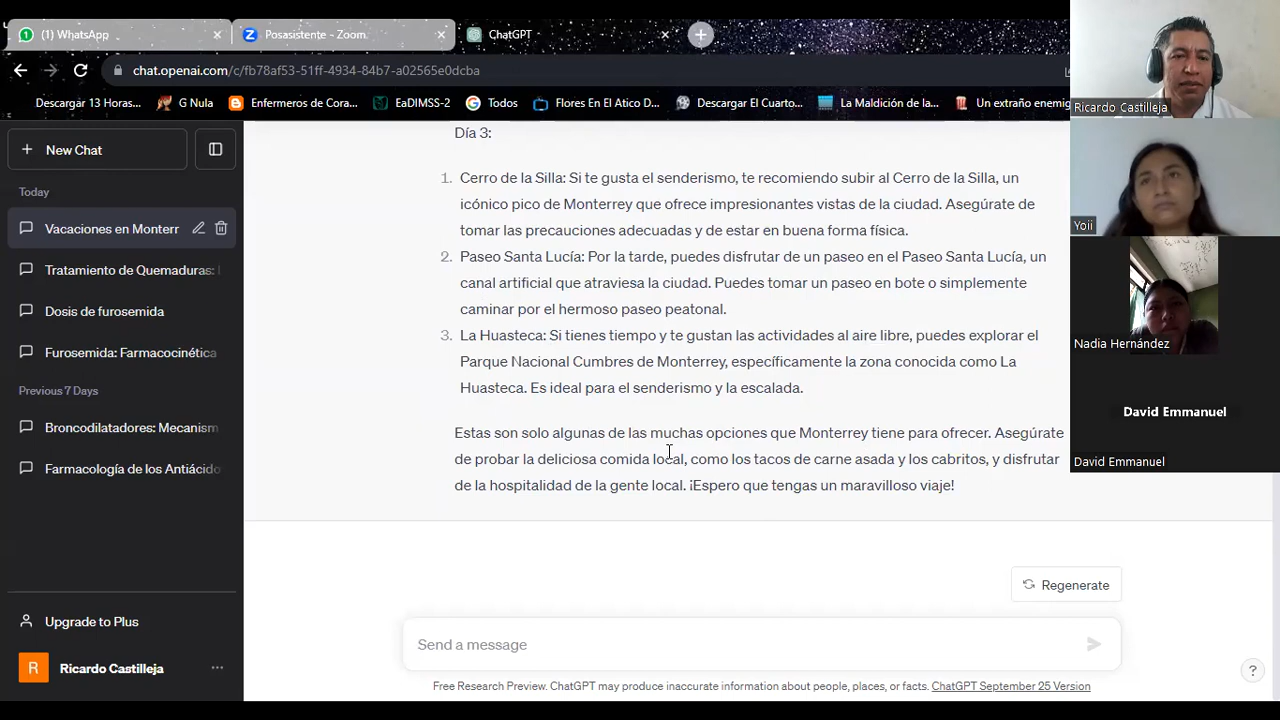 (1) WhatsApp
Posasistente - Zoom
ChatGPT
chat.openai.com/c/fb78af53-51ff-4934-84b7-a02565e0dcba
Descargar 13 Horas...
G Nula
Enfermeros de Cora...
EaDIMSS-2
Todos
Flores En El Atico D...
Descargar El Cuarto...
La Maldición de la...
Un extraño enemig
New Chat
Today
Vacaciones en Monterr
Tratamiento de Quemaduras:
Dosis de furosemida
Furosemida: Farmacocinética
Previous 7 Days
Broncodilatadores: Mecanism
Farmacología de los Antiácido
Upgrade to Plus
R
Ricardo Castilleja
Día 3:
1. Cerro de la Silla: Si te gusta el senderismo, te recomiendo subir al Cerro de la Silla, un
icónico pico de Monterrey que ofrece impresionantes vistas de la ciudad. Asegúrate de
tomar las precauciones adecuadas y de estar en buena forma física.
2. Paseo Santa Lucía: Por la tarde, puedes disfrutar de un paseo en el Paseo Santa Lucía, un
canal artificial que atraviesa la ciudad. Puedes tomar un paseo en bote o simplemente
caminar por el hermoso paseo peatonal.
3. La Huasteca: Si tienes tiempo y te gustan las actividades al aire libre, puedes explorar el
Parque Nacional Cumbres de Monterrey, específicamente la zona conocida como La
Huasteca. Es ideal para el senderismo y la escalada.
Estas son solo algunas de las muchas opciones que Monterrey tiene para ofrecer. Asegúrate
de probar la deliciosa comida local, como los tacos de carne asada y los cabritos, y disfrutar
de la hospitalidad de la gente local. ¡Espero que tengas un maravilloso viaje!
Regenerate
Send a message
Free Research Preview. ChatGPT may produce inaccurate information about people, places, or facts. ChatGPT September 25 Version
?
Ricardo Castilleja
Yoii
Nadia Hernández
David Emmanuel
David Emmanuel